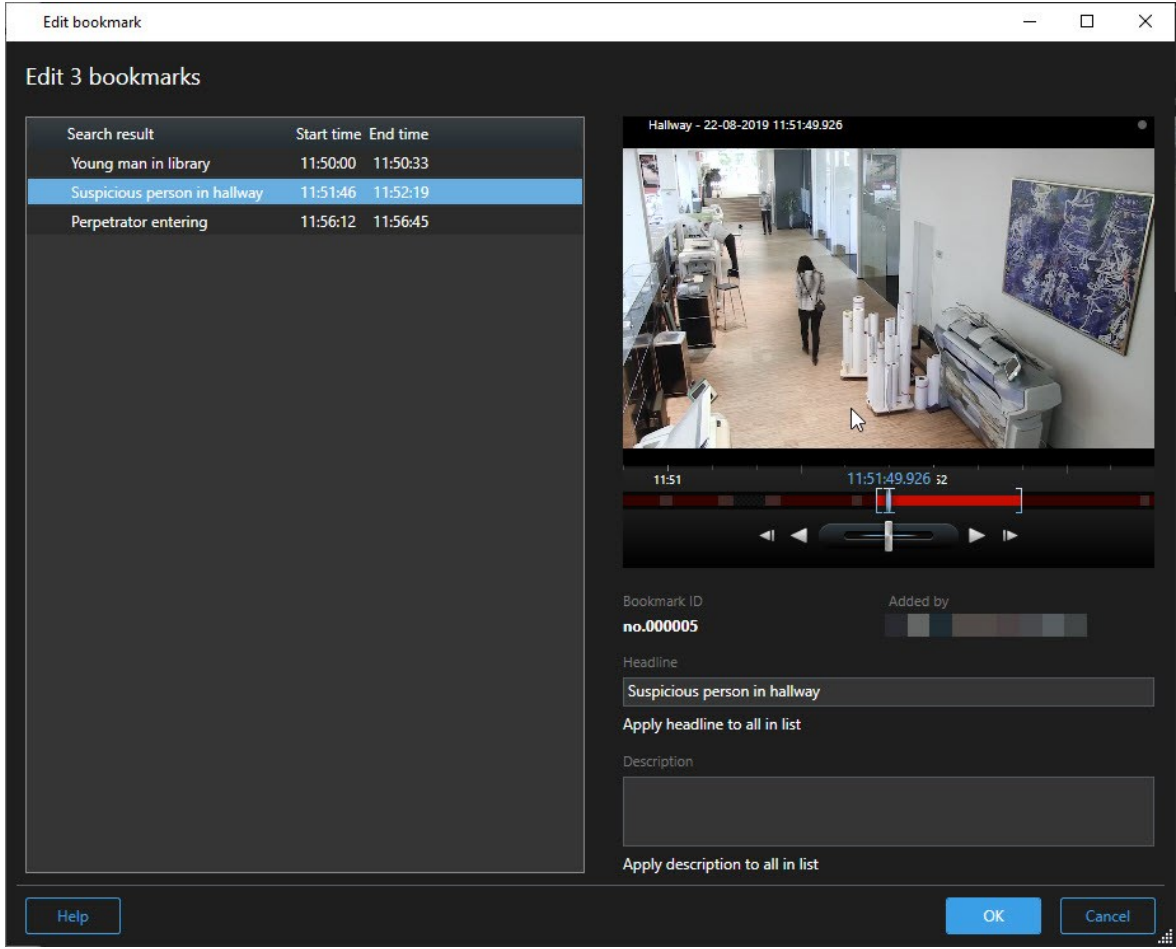 Edit bookmark
Edit 3 bookmarks
Search result Start time End time
Young man in library 11:50:00 11:50:33
Suspicious person in hallway 11:51:46 11:52:19
Perpetrator entering 11:56:12 11:56:45
Hallway - 22-08-2019 11:51:49.926
11:51 11:51:49.926 52
Bookmark ID Added by
no.000005
Headline
Suspicious person in hallway
Apply headline to all in list
Description
Apply description to all in list
Help OK Cancel